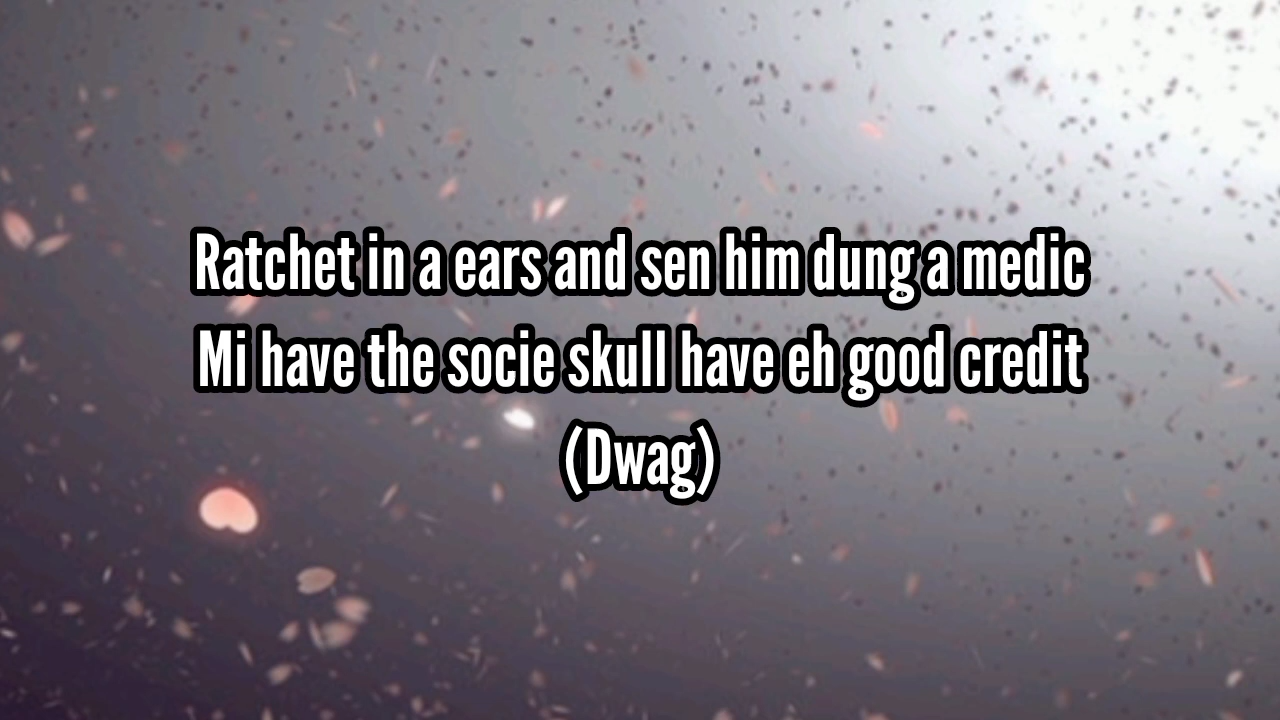 Ratchet in a ears and sen him dung a medic
Mi have the socie skull have eh good credit
(Dwag)